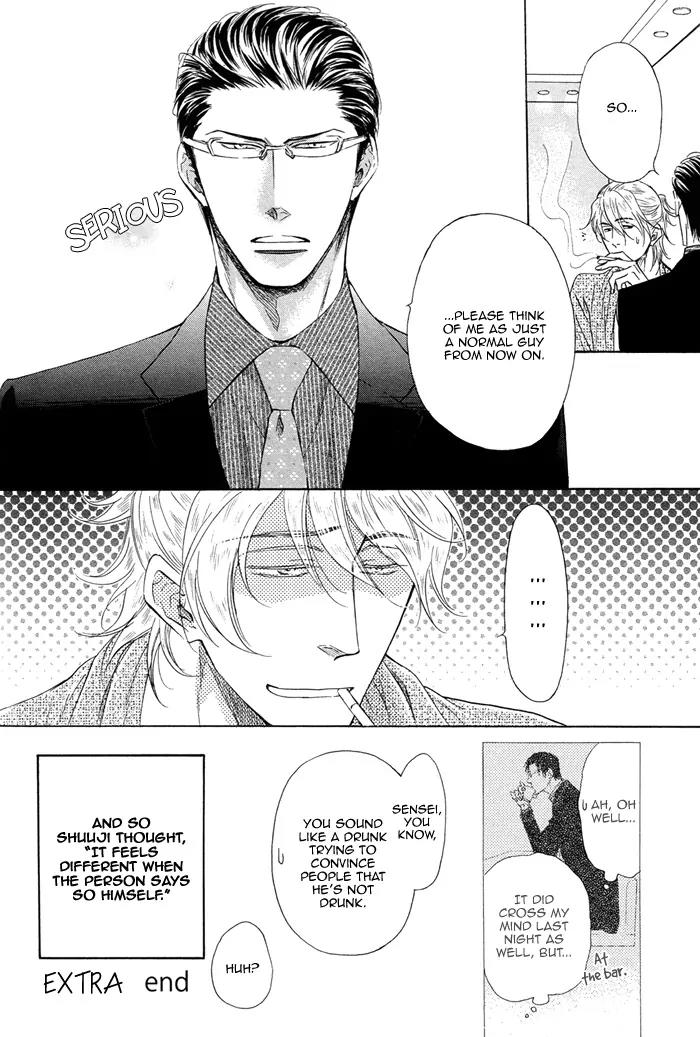 SO...
SERIOUS
...PLEASE THINK
OF ME AS JUST
A NORMAL GUY
FROM NOW ON.
...
...
...
AH, OH
WELL...
IT DID
CROSS MY
MIND LAST
NIGHT AS
WELL, BUT...
At
the bar.
SENSEI,
YOU
KNOW,
YOU SOUND
LIKE A DRUNK
TRYING TO
CONVINCE
PEOPLE THAT
HE'S NOT
DRUNK.
HUH?
AND SO
SHUUJI THOUGHT,
"IT FEELS
DIFFERENT WHEN
THE PERSON SAYS
SO HIMSELF."
EXTRA end